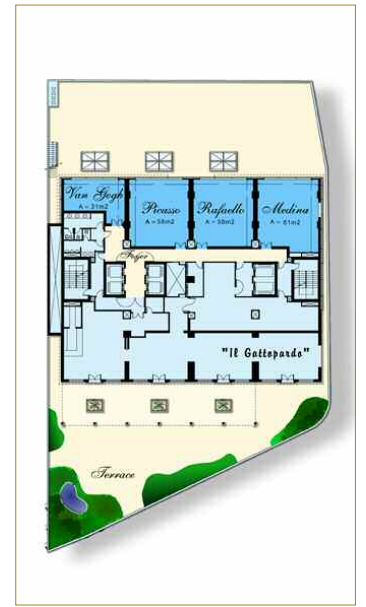 Van Gogh
A = 31m2
Picasso
A = 58m2
Rafaello
A = 58m2
Medina
A = 61m2
Foyer
"Il Gattopardo"
Terrace